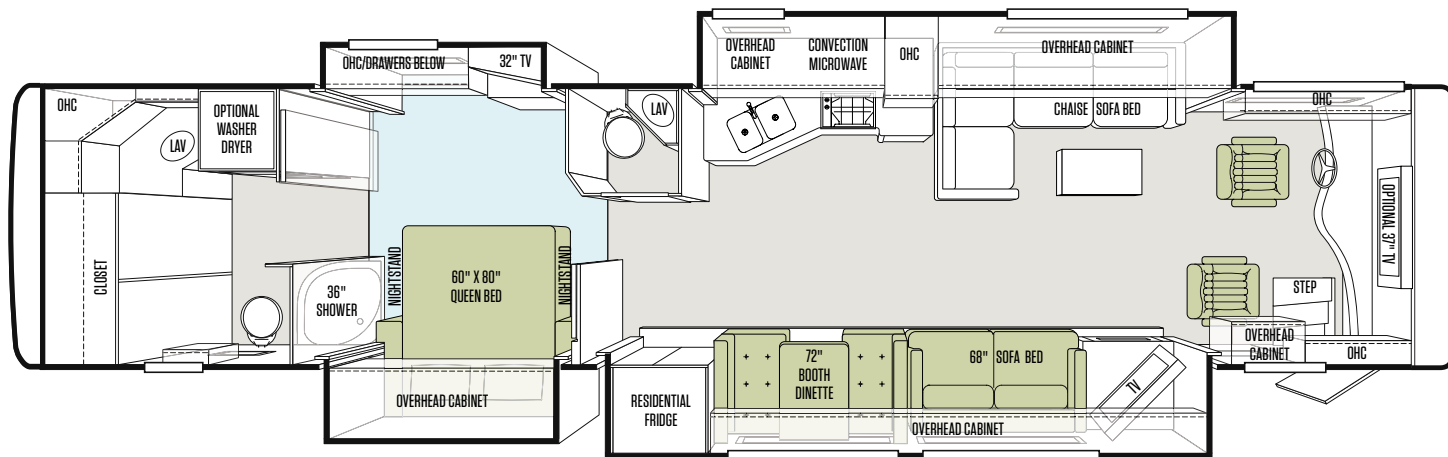 OHC
LAV
OPTIONAL
WASHER
DRYER
CLOSET
36"
SHOWER
OHC/DRAWERS BELOW
32" TV
NIGHTSTAND
60" X 80"
QUEEN BED
NIGHTSTAND
OVERHEAD CABINET
LAV
OVERHEAD
CABINET
CONVECTION
MICROWAVE
OHC
OVERHEAD CABINET
CHAISE SOFA BED
OHC
OPTIONAL 37" TV
STEP
OVERHEAD
CABINET
OHC
RESIDENTIAL
FRIDGE
72"
BOOTH
DINETTE
68" SOFA BED
TV
OVERHEAD CABINET